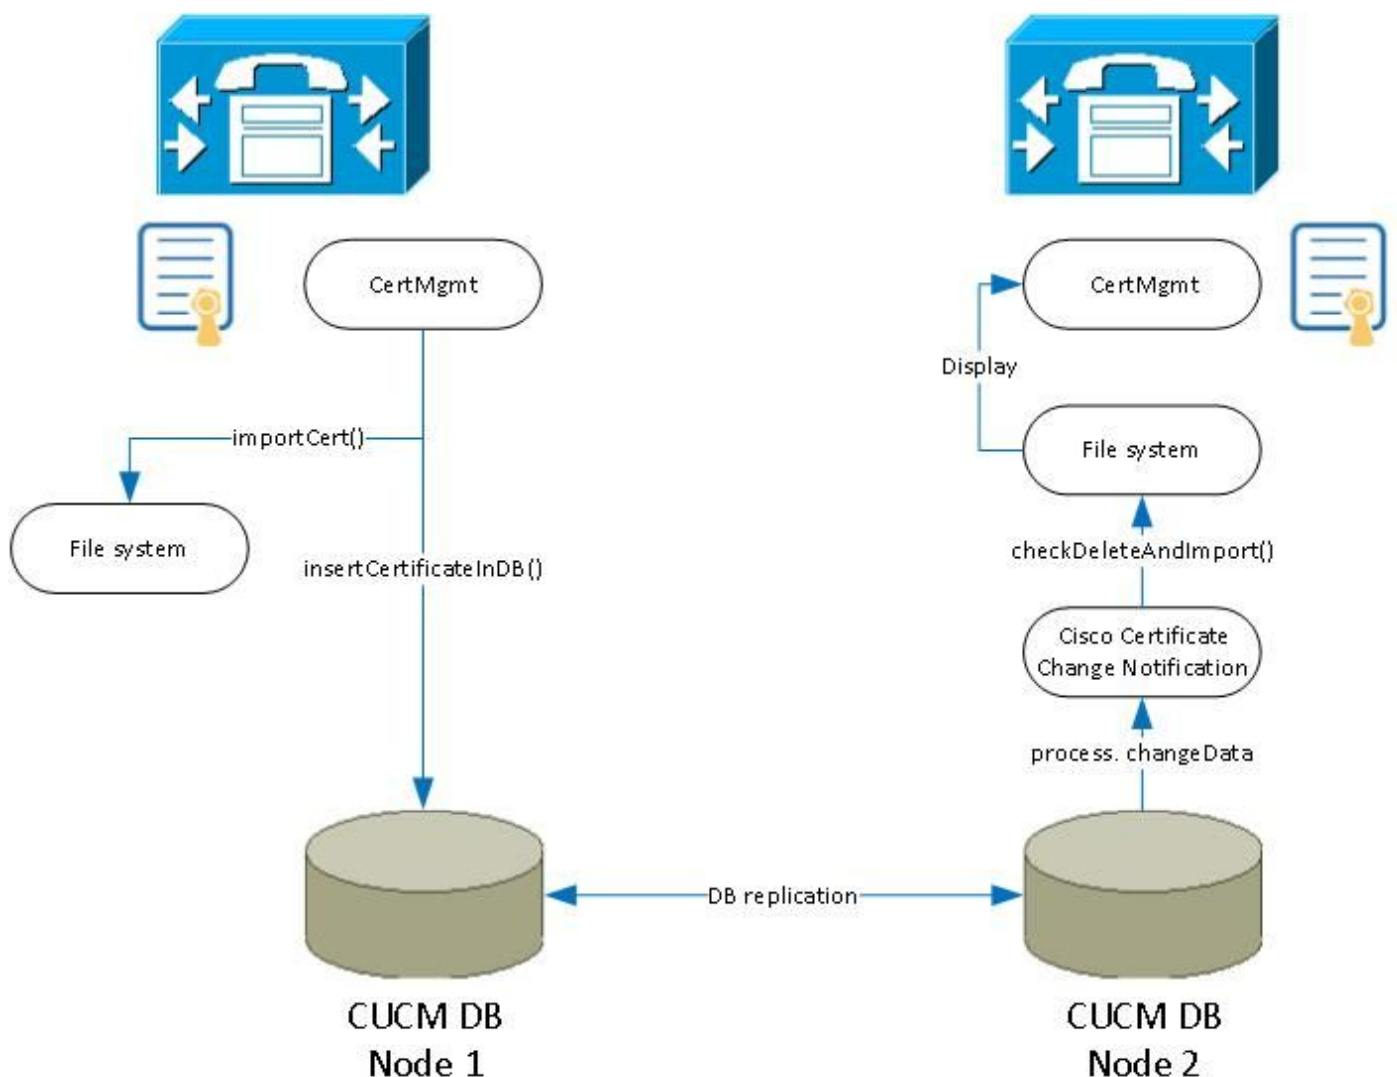 CertMgmt
CertMgmt
Display
importCert()
File system
File system
insertCertificateInDB()
checkDeleteAndImport()
Cisco Certificate
Change Notification
process. changeData
DB replication
CUCM DB
Node 1
CUCM DB
Node 2